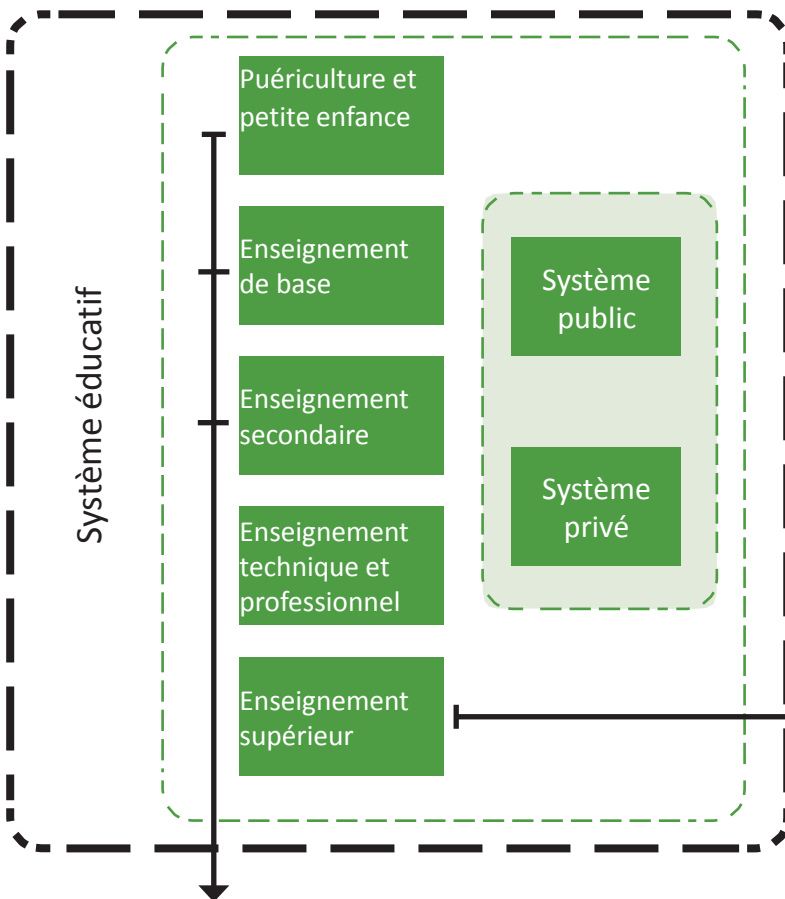 Système éducatif
Puériculture et
petite enfance
Enseignement
de base
Enseignement
secondaire
Enseignement
technique et
professionnel
Enseignement
supérieur
Système
public
Système
privé